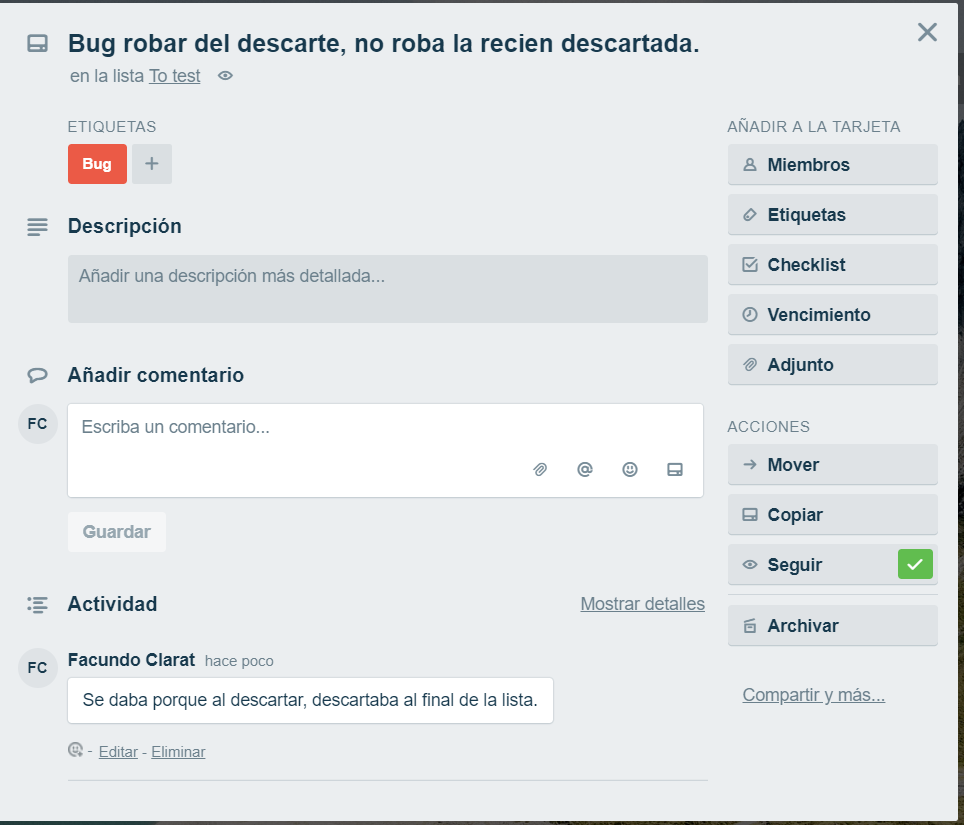 Bug robar del descarte, no roba la recien descartada.
en la lista To test
ETIQUETAS
Bug
+
Descripción
Añadir una descripción más detallada...
Añadir comentario
FC
Escriba un comentario...
@
Guardar
Actividad
Mostrar detalles
FC
Facundo Clarat hace poco
Se daba porque al descartar, descartaba al final de la lista.
- Editar - Eliminar
AÑADIR A LA TARJETA
Miembros
Etiquetas
Checklist
Vencimiento
Adjunto
ACCIONES
Mover
Copiar
Seguir
Archivar
Compartir y más...